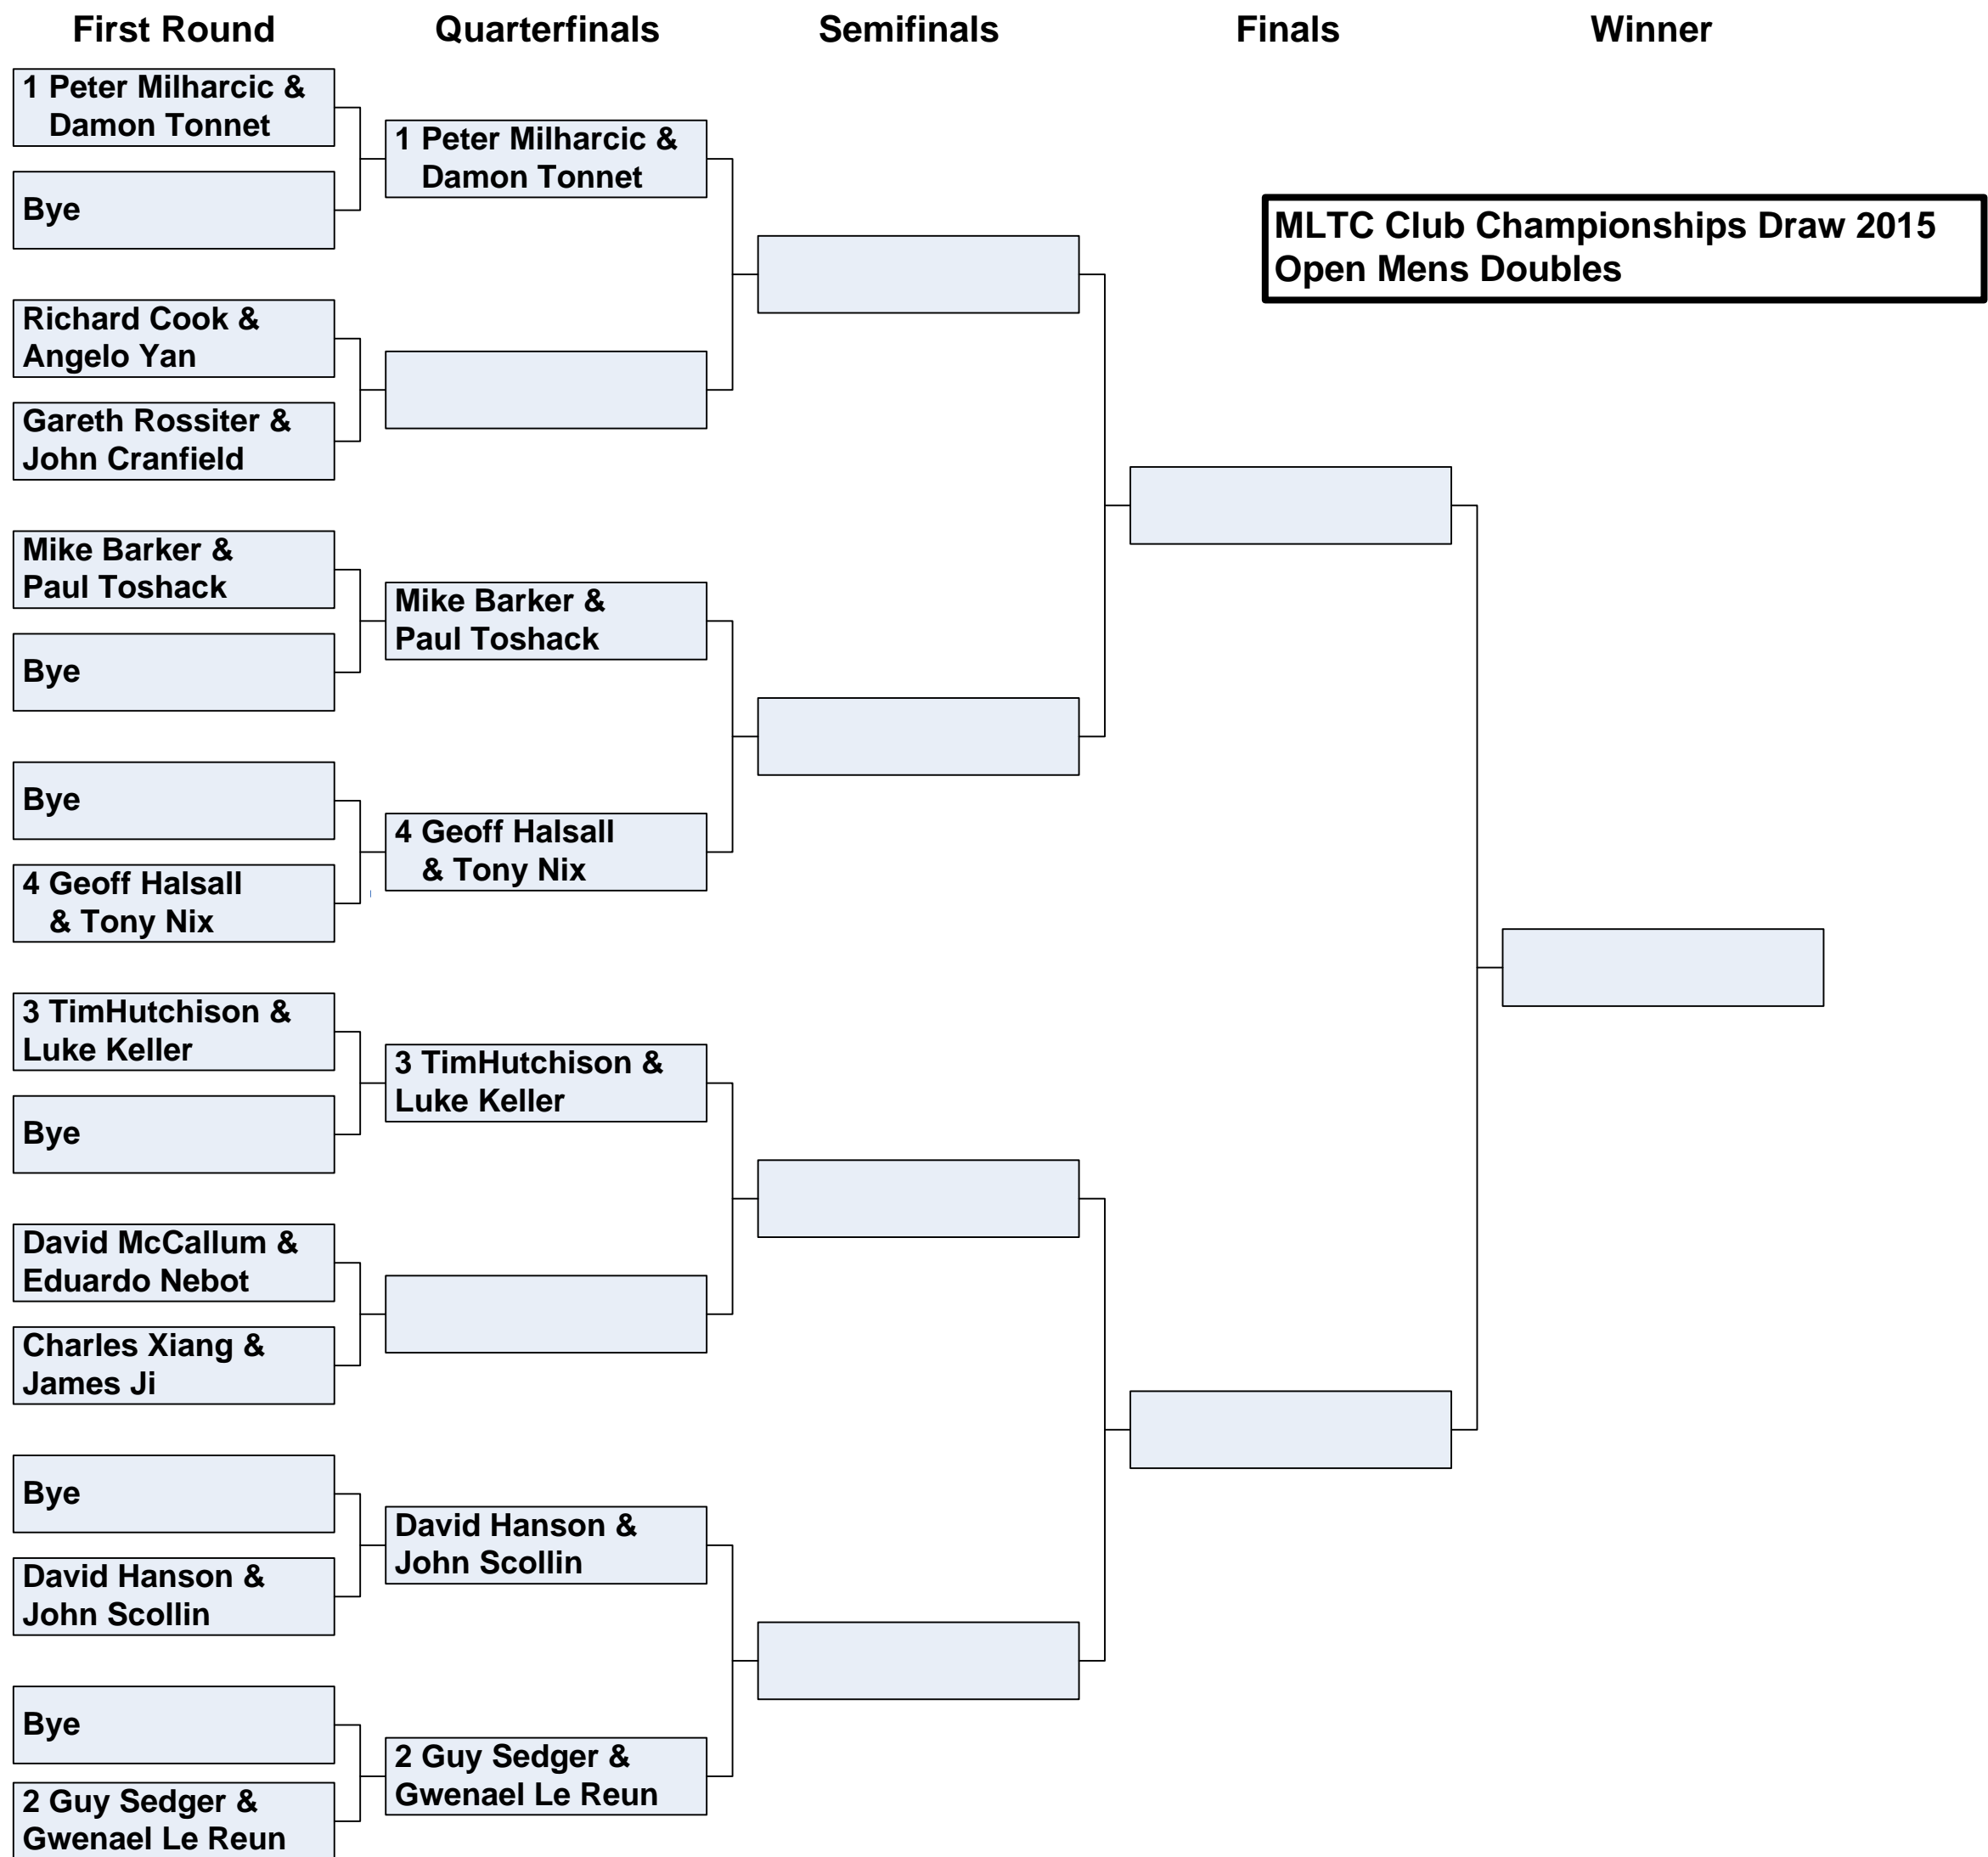 First Round
Quarterfinals
Semifinals
Finals
Winner
MLTC Club Championships Draw 2015
Open Mens Doubles
1 Peter Milharcic &
Damon Tonnet
Bye
Richard Cook &
Angelo Yan
Gareth Rossiter &
John Cranfield
Mike Barker &
Paul Toshack
Bye
Bye
4 Geoff Halsall
& Tony Nix
3 TimHutchison &
Luke Keller
Bye
David McCallum &
Eduardo Nebot
Charles Xiang &
James Ji
Bye
David Hanson &
John Scollin
Bye
2 Guy Sedger &
Gwenael Le Reun
1 Peter Milharcic &
Damon Tonnet
Mike Barker &
Paul Toshack
4 Geoff Halsall
& Tony Nix
3 TimHutchison &
Luke Keller
David Hanson &
John Scollin
2 Guy Sedger &
Gwenael Le Reun